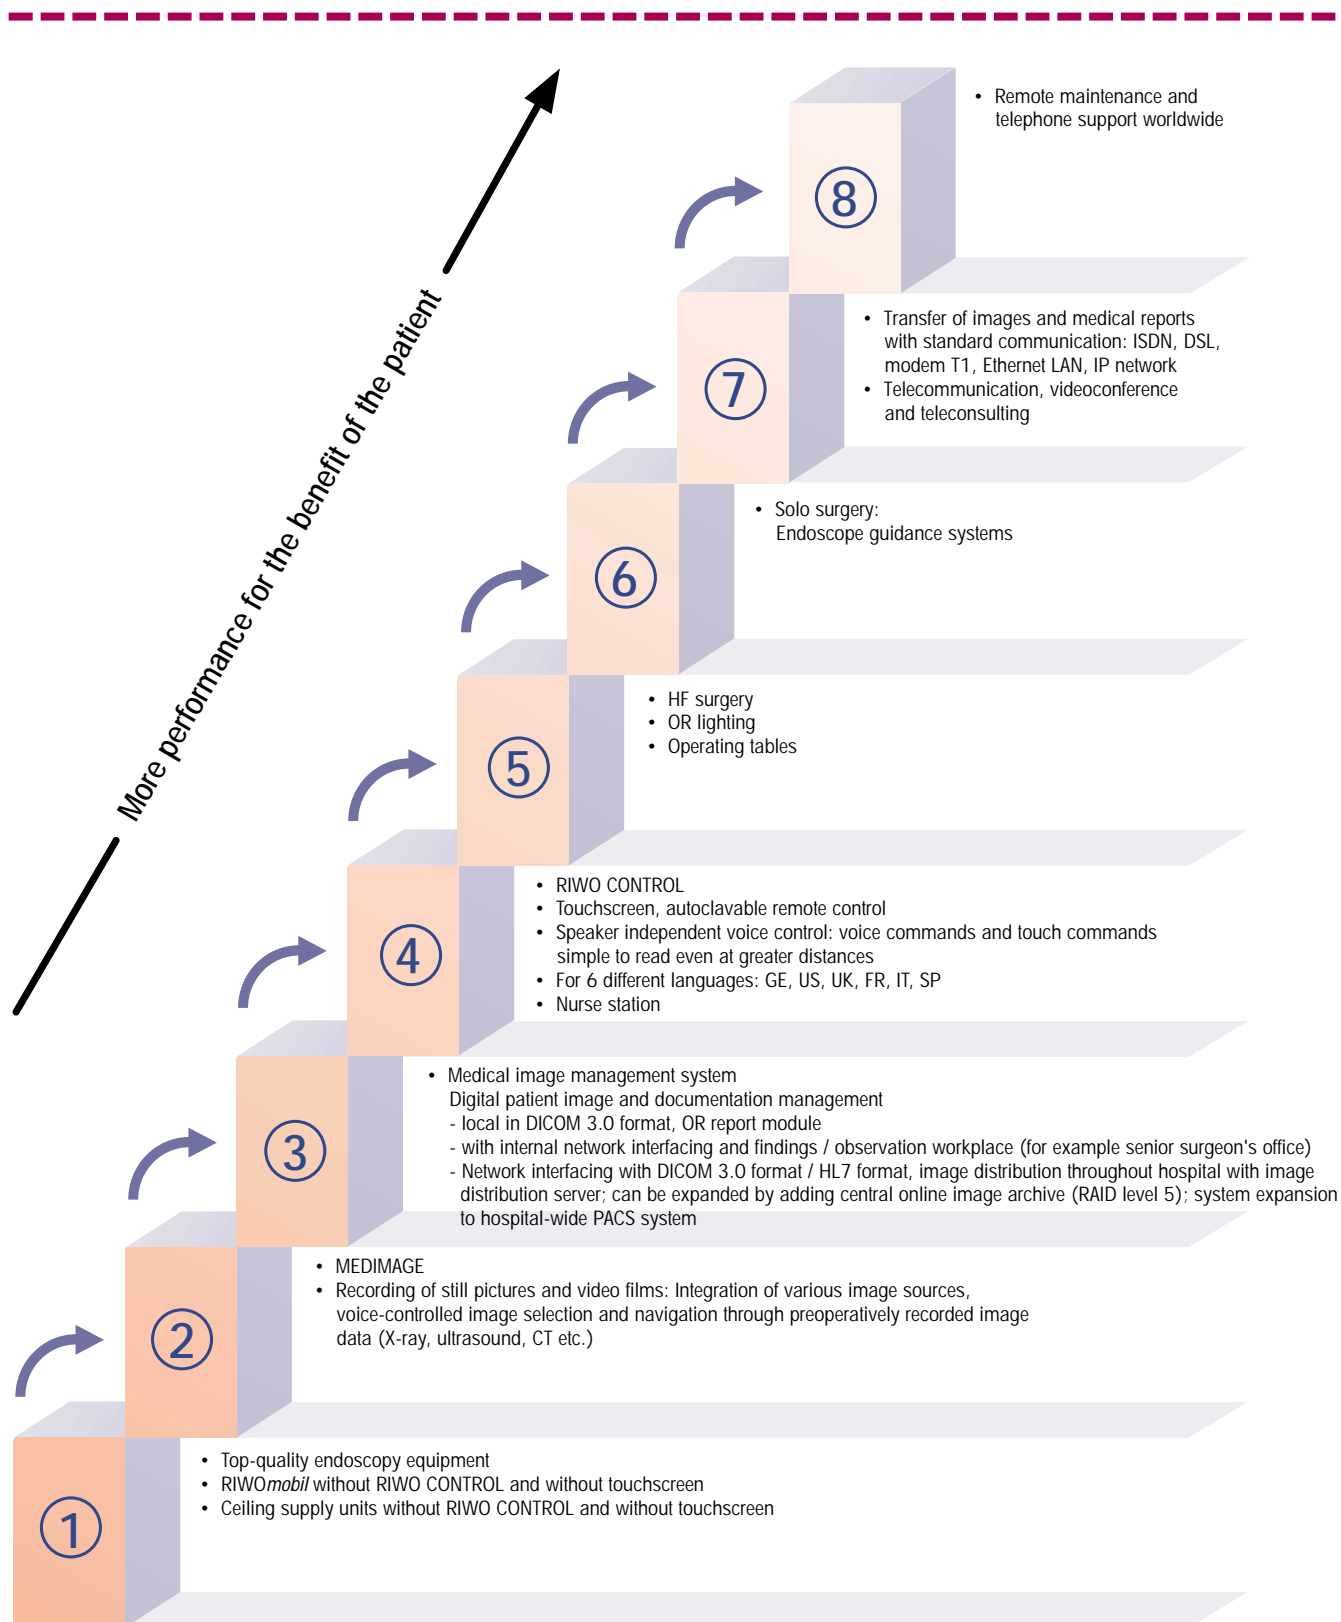 • Remote maintenance and
telephone support worldwide
8
• Transfer of images and medical reports
with standard communication: ISDN, DSL,
modem T1, Ethernet LAN, IP network
• Telecommunication, videoconference
and teleconsulting
7
More performance for the benefit of the patient
• Solo surgery:
Endoscope guidance systems
6
• HF surgery
• OR lighting
• Operating tables
5
• RIWO CONTROL
• Touchscreen, autoclavable remote control
• Speaker independent voice control: voice commands and touch commands
simple to read even at greater distances
• For 6 different languages: GE, US, UK, FR, IT, SP
• Nurse station
4
• Medical image management system
Digital patient image and documentation management
- local in DICOM 3.0 format, OR report module
- with internal network interfacing and findings / observation workplace (for example senior surgeon's office)
- Network interfacing with DICOM 3.0 format / HL7 format, image distribution throughout hospital with image
distribution server; can be expanded by adding central online image archive (RAID level 5); system expansion
to hospital-wide PACS system
3
• MEDIMAGE
• Recording of still pictures and video films: Integration of various image sources,
voice-controlled image selection and navigation through preoperatively recorded image
data (X-ray, ultrasound, CT etc.)
2
• Top-quality endoscopy equipment
• RIWOmobil without RIWO CONTROL and without touchscreen
• Ceiling supply units without RIWO CONTROL and without touchscreen
1